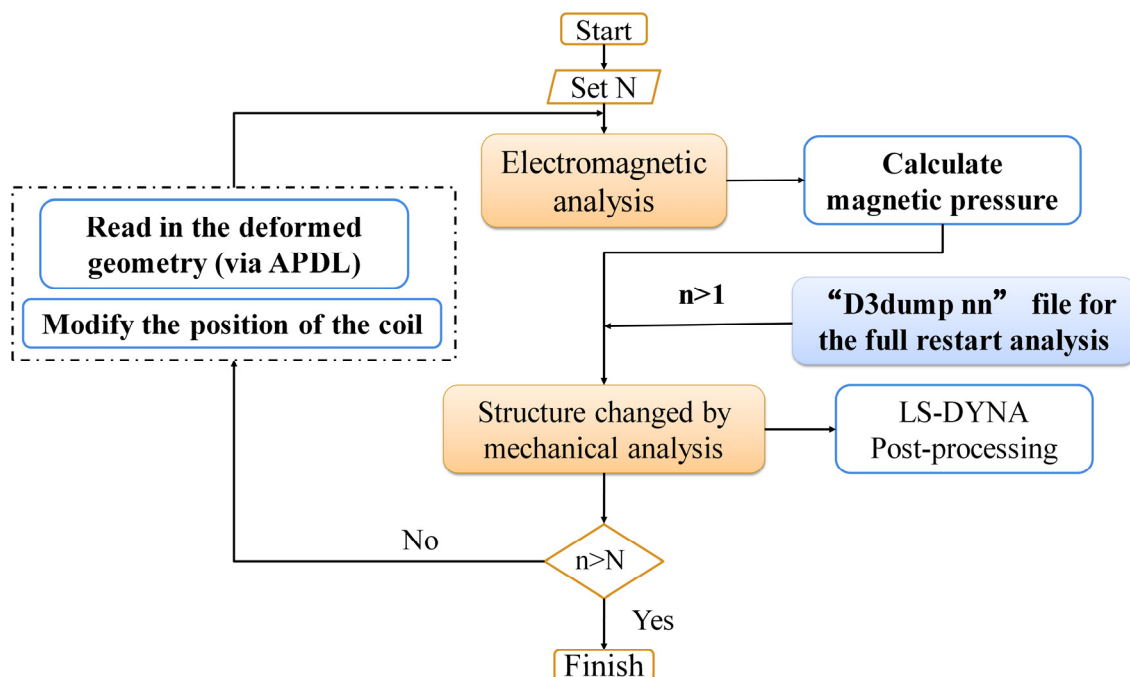 Start
Set N
Electromagnetic
analysis
Calculate
magnetic pressure
Read in the deformed
geometry (via APDL)
Modify the position of the coil
n>1
“D3dump nn” file for
the full restart analysis
Structure changed by
mechanical analysis
LS-DYNA
Post-processing
No
n>N
Yes
Finish